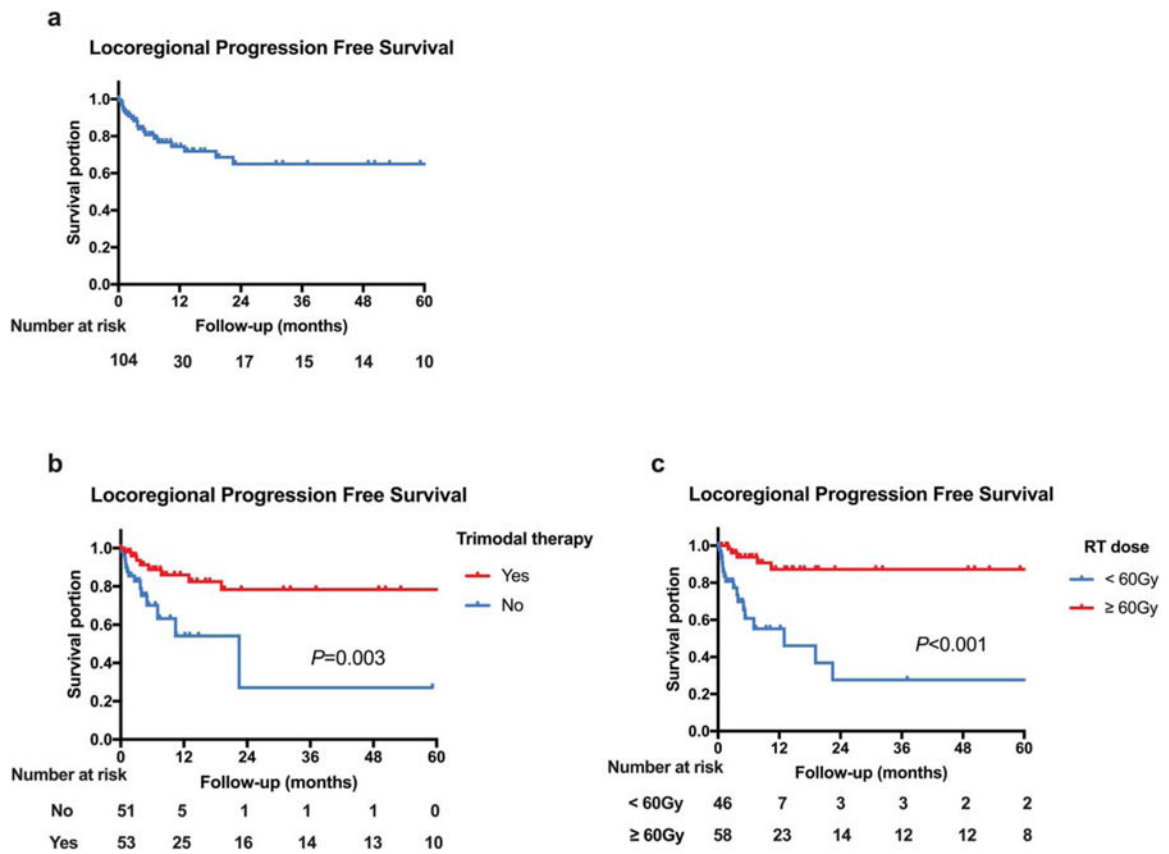 a
Locoregional Progression Free Survival
Survival portion
1.0
0.8
0.6
0.4
0.2
0.0
0 12 24 36 48 60
Number at risk Follow-up (months)
104 30 17 15 14 10
b
Locoregional Progression Free Survival
Survival portion
1.0
0.8
0.6
0.4
0.2
0.0
Trimodal therapy
Yes
No
P=0.003
0 12 24 36 48 60
Number at risk Follow-up (months)
No 51 5 1 1 1 0
Yes 53 25 16 14 13 10
c
Locoregional Progression Free Survival
Survival portion
1.0
0.8
0.6
0.4
0.2
0.0
RT dose
< 60Gy
≥ 60Gy
P<0.001
0 12 24 36 48 60
Number at risk Follow-up (months)
< 60Gy 46 7 3 3 2 2
≥ 60Gy 58 23 14 12 12 8